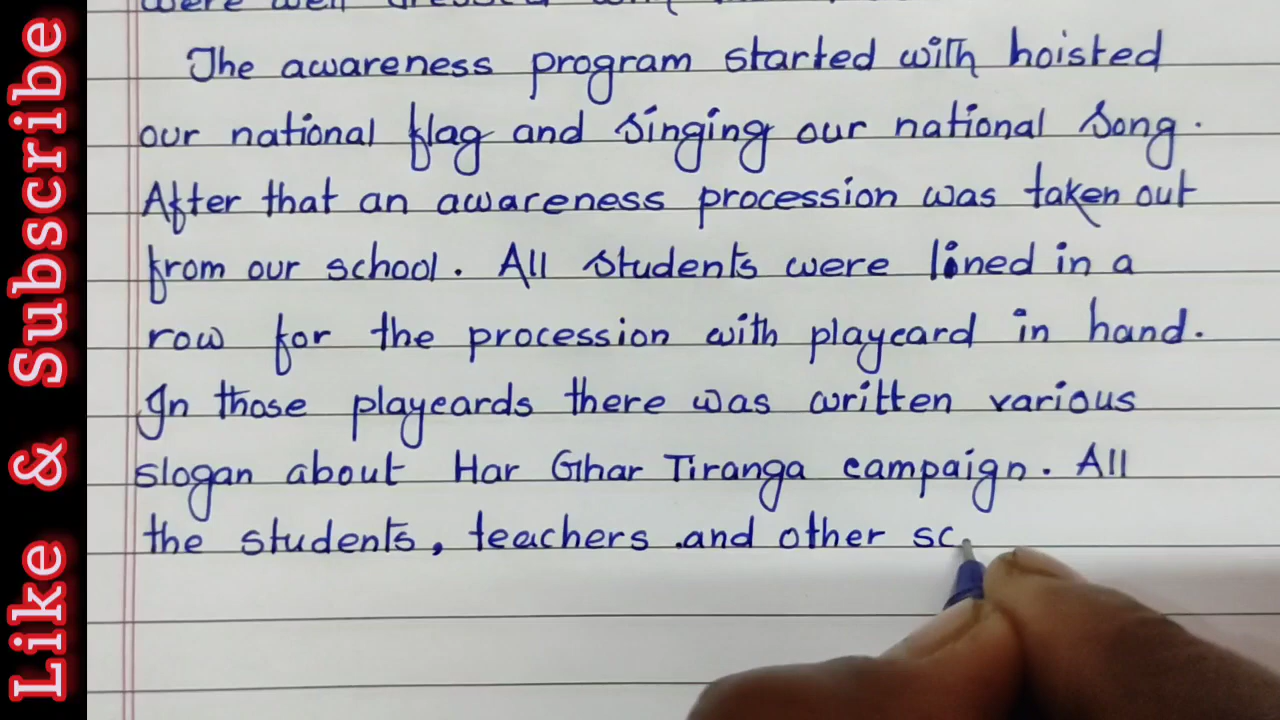 were well dressed
The awareness program started with hoisted
our national flag and singing our national song.
After that an awareness procession was taken out
from our school. All students were lined in a
row for the procession with playcard in hand.
In those playcards there was written various
slogan about Har Ghar Tiranga campaign. All
the students, teachers and other sc
Like & Subscribe